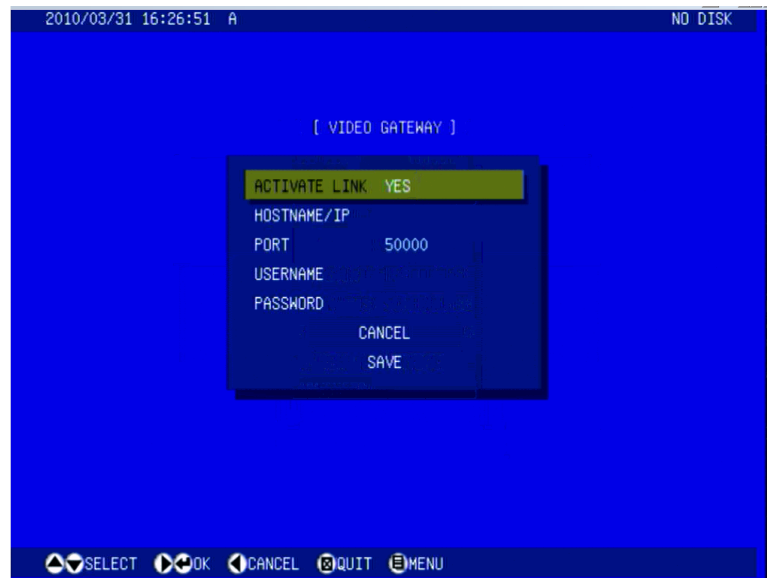 2010/03/31 16:26:51 A NO DISK
[ VIDEO GATEWAY ]
ACTIVATE LINK YES
HOSTNAME/IP
PORT 50000
USERNAME
PASSWORD
CANCEL
SAVE
SELECT OK CANCEL QUIT MENU